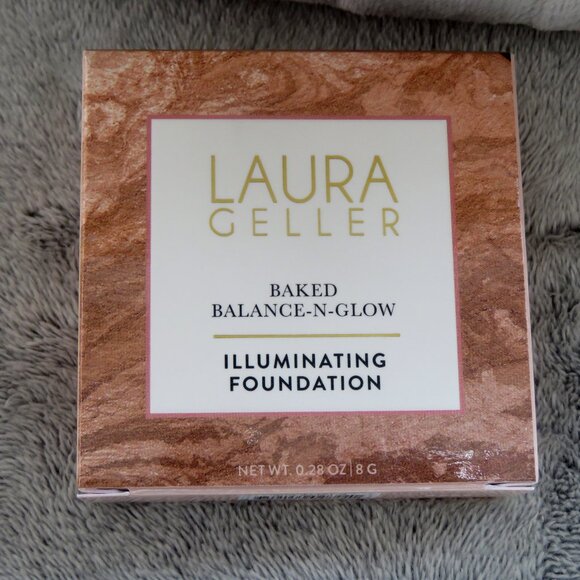 LAURA
GELLER
BAKED
BALANCE-N-GLOW
ILLUMINATING
FOUNDATION
NET WT. 0.28 OZ | 8 G